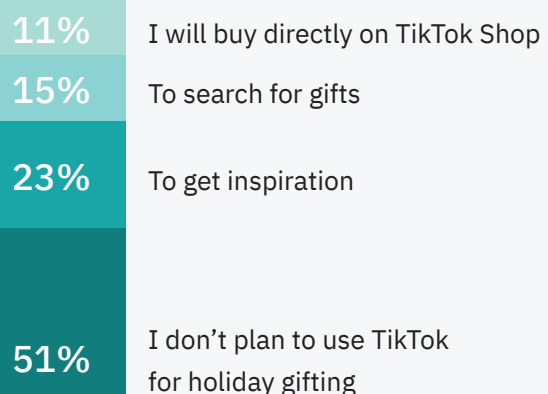 11% I will buy directly on TikTok Shop
15% To search for gifts
23% To get inspiration
I don’t plan to use TikTok
51%
for holiday gifting